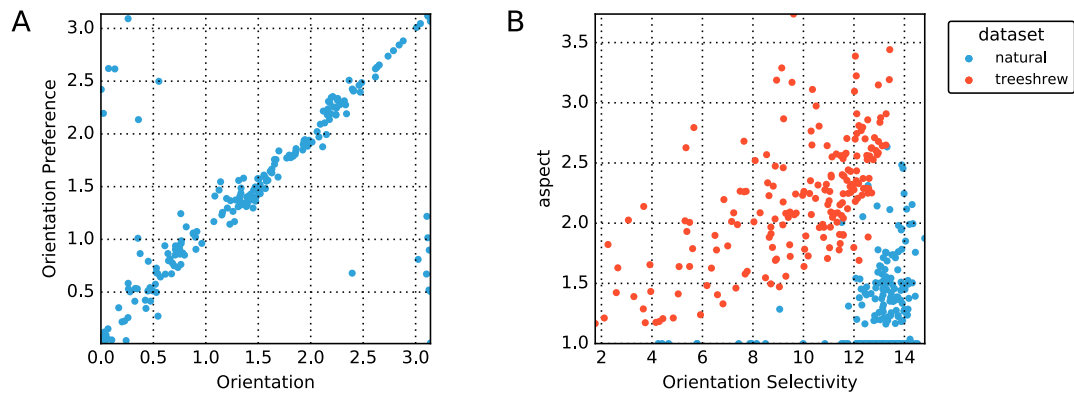 A
3.0
2.5
2.0
1.5
1.0
0.5
Orientation Preference
0.0 0.5 1.0 1.5 2.0 2.5 3.0
Orientation
B
3.5
3.0
2.5
2.0
1.5
1.0
aspect
2 4 6 8 10 12 14
Orientation Selectivity
dataset
natural
treeshrew